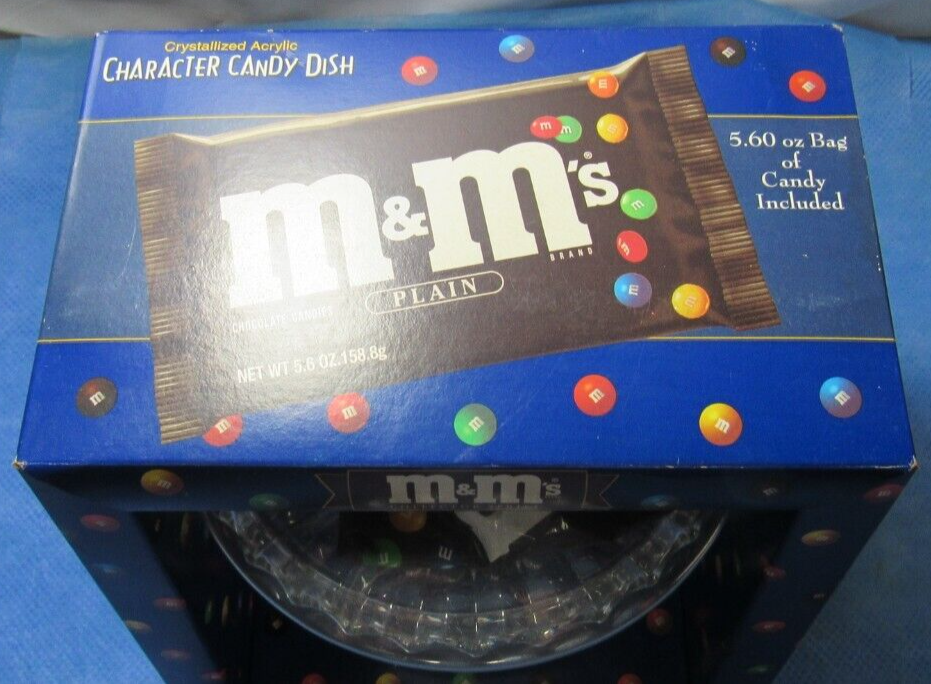 Crystallized Acrylic
CHARACTER CANDY DISH
5.60 oz Bag
of
Candy
Included
m&m's®
BRAND
PLAIN
CHOCOLATE CANDIES
NET WT 5.6 OZ.158.8g
m&m's